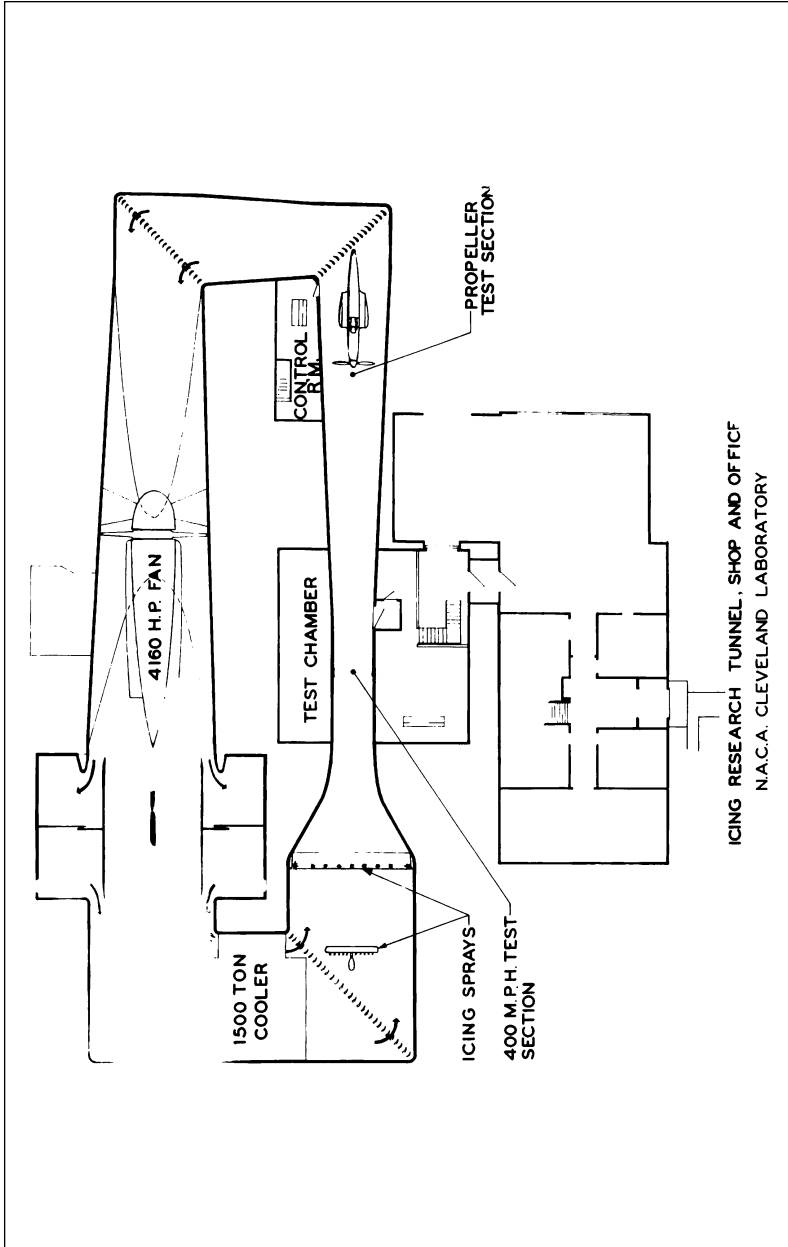 4160 H.P. FAN
1500 TON
COOLER
TEST CHAMBER
CONTROL
R'M.
PROPELLER
TEST SECTION
ICING SPRAYS
400 M.P.H. TEST
SECTION
ICING RESEARCH TUNNEL, SHOP AND OFFICE
N.A.C.A. CLEVELAND LABORATORY